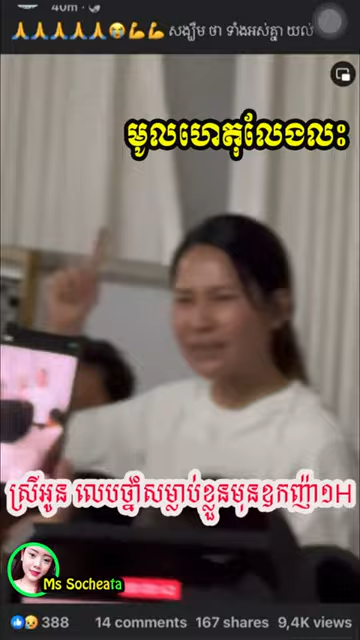 40m ·
🙏🙏🙏🙏🙏😭💪💪 សង្ឃឹម ថា ទាំងអស់គ្នា យល់
មូលហេតុលែងលះ
ស្រីអូន លេបថ្នាំសម្លាប់ខ្លួនមុនឧកញ៉ា១H
Ms Socheata
388 14 comments 167 shares 9,4K views